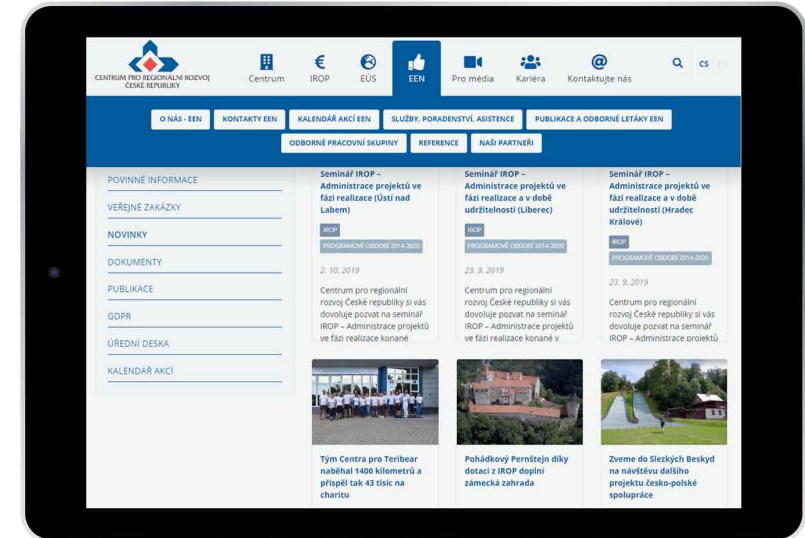 CENTRUM PRO REGIONÁLNÍ ROZVOJ
ČESKÉ REPUBLIKY
Centrum
IROP
EÚS
EEN
Pro média
Kariéra
Kontaktujte nás
CS
EN
O NÁS - EEN
KONTAKTY EEN
KALENDÁŘ AKCÍ EEN
SLUŽBY, PORADENSTVÍ, ASISTENCE
PUBLIKACE A ODBORNÉ LETÁKY EEN
ODBORNÉ PRACOVNÍ SKUPINY
REFERENCE
NAŠI PARTNEŘI
POVINNÉ INFORMACE
VEŘEJNÉ ZAKÁZKY
NOVINKY
DOKUMENTY
PUBLIKACE
GDPR
ÚŘEDNÍ DESKA
KALENDÁŘ AKCÍ
Seminář IROP –
Administrace projektů ve
fázi realizace (Ústí nad
Labem)
IROP
PROGRAMOVÉ OBDOBÍ 2014-2020
2. 10. 2019
Centrum pro regionální
rozvoj České republiky si vás
dovoluje pozvat na seminář
IROP – Administrace projektů
ve fázi realizace konané
Seminář IROP –
Administrace projektů ve
fázi realizace a v době
udržitelnosti (Liberec)
IROP
PROGRAMOVÉ OBDOBÍ 2014-2020
23. 9. 2019
Centrum pro regionální
rozvoj České republiky si vás
dovoluje pozvat na seminář
IROP – Administrace projektů
ve fázi realizace konané v
Seminář IROP –
Administrace projektů ve
fázi realizace a v době
udržitelnosti (Hradec
Králové)
IROP
PROGRAMOVÉ OBDOBÍ 2014-2020
23. 9. 2019
Centrum pro regionální
rozvoj České republiky si vás
dovoluje pozvat na seminář
IROP – Administrace projektů
Tým Centra pro Teribear
naběhal 1400 kilometrů a
přispěl tak 43 tisíc na
charitu
Pohádkový Pernštejn díky
dotaci z IROP doplní
zámecká zahrada
Zveme do Slezkých Beskyd
na návštěvu dalšího
projektu česko-polské
spolupráce